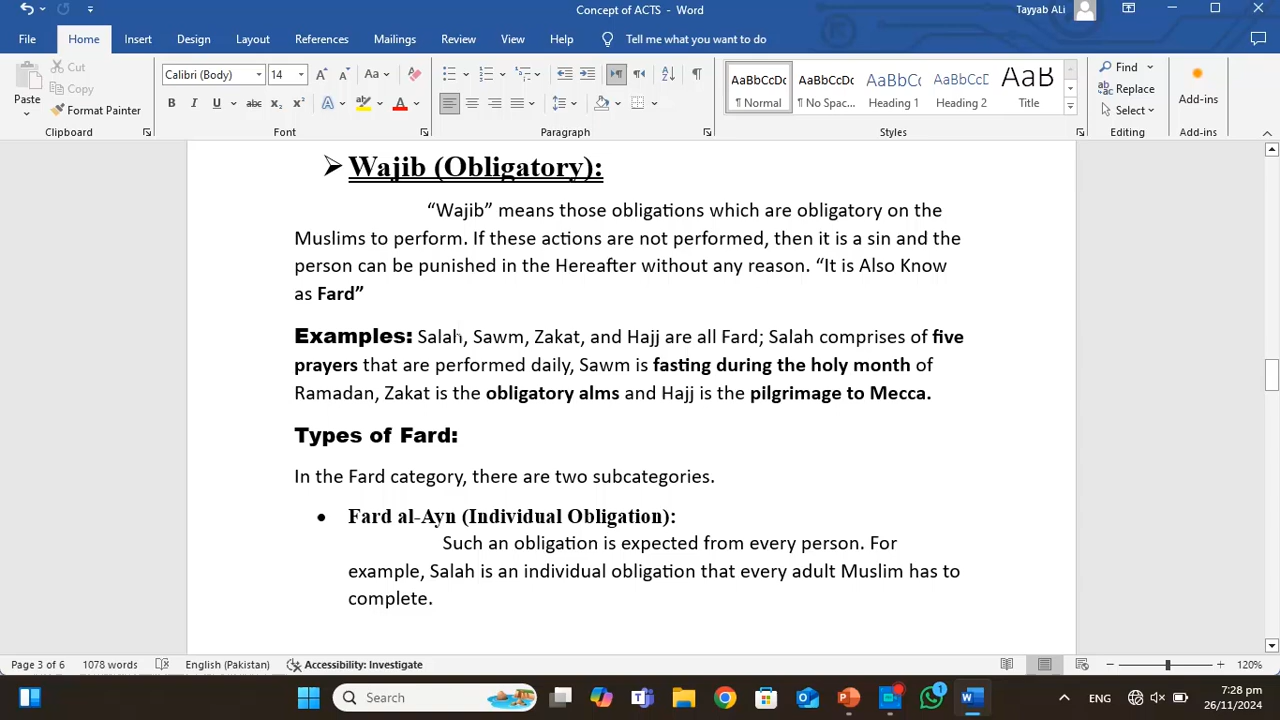 Concept of ACTS - Word
Tayyab ALi
File Home Insert Design Layout References Mailings Review View Help Tell me what you want to do
Paste Cut Copy Format Painter
Clipboard
Calibri (Body) 14 A A Aa A
B I U abc x₂ x² A A
Font
Paragraph
AaBbCcDc AaBbCcDc AaBbCc AaBbCcD AaB
¶ Normal ¶ No Spac... Heading 1 Heading 2 Title
Styles
Find
Replace
Select
Editing
Add-ins
Add-ins
➢ Wajib (Obligatory):
“Wajib” means those obligations which are obligatory on the
Muslims to perform. If these actions are not performed, then it is a sin and the
person can be punished in the Hereafter without any reason. “It is Also Know
as Fard”
Examples: Salah, Sawm, Zakat, and Hajj are all Fard; Salah comprises of five
prayers that are performed daily, Sawm is fasting during the holy month of
Ramadan, Zakat is the obligatory alms and Hajj is the pilgrimage to Mecca.
Types of Fard:
In the Fard category, there are two subcategories.
• Fard al-Ayn (Individual Obligation):
Such an obligation is expected from every person. For
example, Salah is an individual obligation that every adult Muslim has to
complete.
Page 3 of 6 1078 words English (Pakistan) Accessibility: Investigate 120%
Search
ENG
7:28 pm
26/11/2024